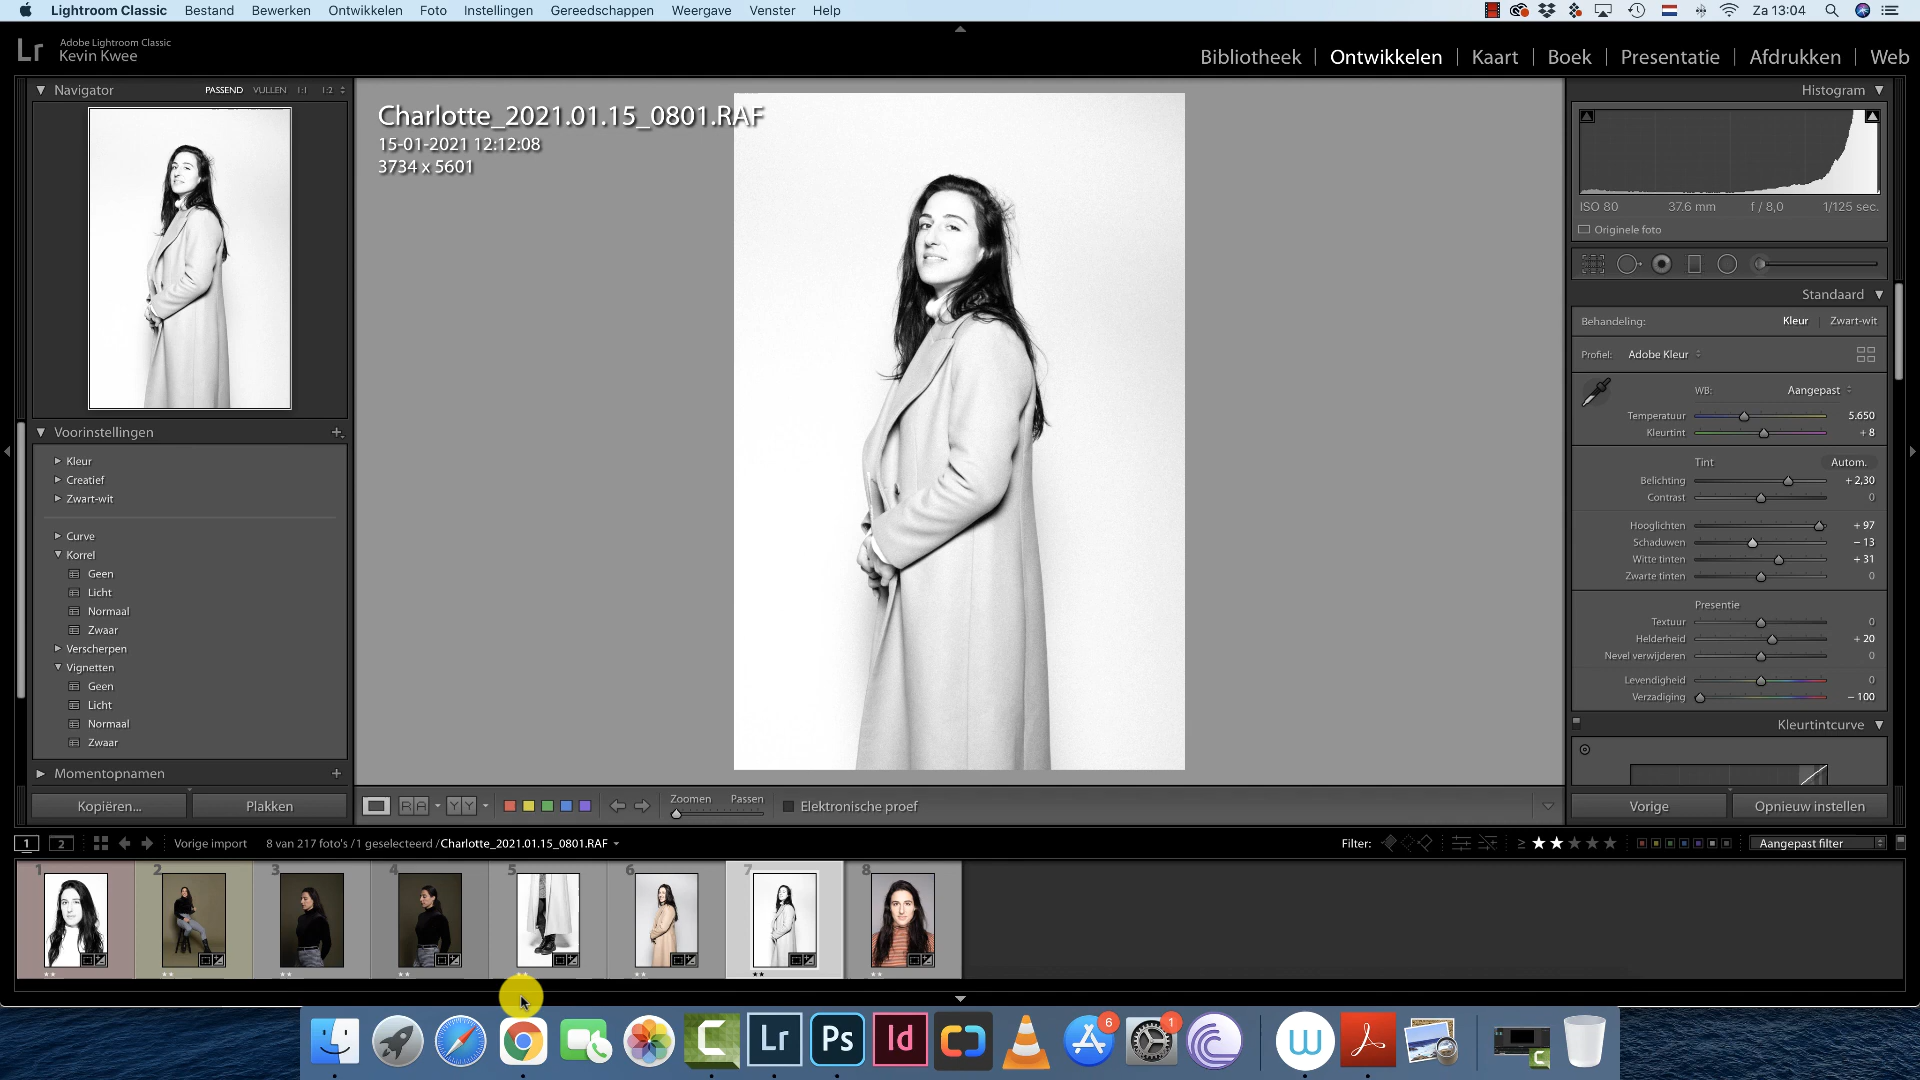 Lightroom Classic Bestand Bewerken Ontwikkelen Foto Instellingen Gereedschappen Weergave Venster Help Za 13:04
Lr Adobe Lightroom Classic
Kevin Kwee
Bibliotheek | Ontwikkelen | Kaart | Boek | Presentatie | Afdrukken | Web
Navigator PASSEND VULLEN 1:1 1:2
Charlotte_2021.01.15_0801.RAF
15-01-2021 12:12:08
3734 x 5601
Voorinstellingen +
Kleur
Creatief
Zwart-wit
Curve
Korrel
Geen
Licht
Normaal
Zwaar
Verscherpen
Vignetten
Geen
Licht
Normaal
Zwaar
Momentopnamen +
Kopiëren... Plakken
RA YY Zoomen Passen Elektronische proef
Histogram
ISO 80 37.6 mm f / 8,0 1/125 sec.
Originele foto
Standaard
Behandeling: Kleur Zwart-wit
Profiel: Adobe Kleur
WB: Aangepast
Temperatuur 5.650
Kleurtint + 8
Tint Autom.
Belichting + 2,30
Contrast 0
Hooglichten + 97
Schaduwen – 13
Witte tinten + 31
Zwarte tinten 0
Presentie
Textuur 0
Helderheid + 20
Nevel verwijderen 0
Levendigheid 0
Verzadiging – 100
Kleurtintcurve
Vorige Opnieuw instellen
1 2 Vorige import 8 van 217 foto's /1 geselecteerd /Charlotte_2021.01.15_0801.RAF Filter: ≥ ★★★★★ Aangepast filter
1 2 3 4 5 6 7 8
C Lr Ps Id 6 1 W C